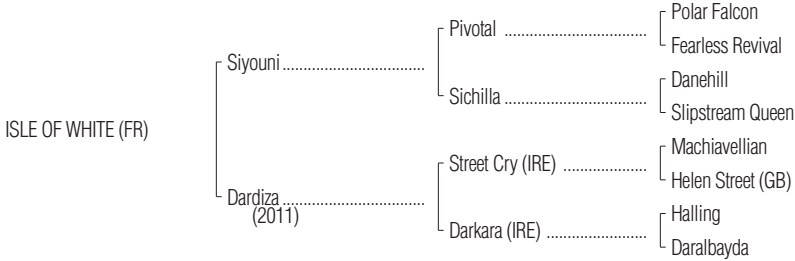 Polar Falcon
Pivotal ................................
Fearless Revival
Siyouni ................................
Danehill
Sichilla ................................
Slipstream Queen
ISLE OF WHITE (FR)
Machiavellian
Street Cry (IRE) ..................
Helen Street (GB)
Dardiza ................................
(2011)
Halling
Darkara (IRE) ......................
Daralbayda